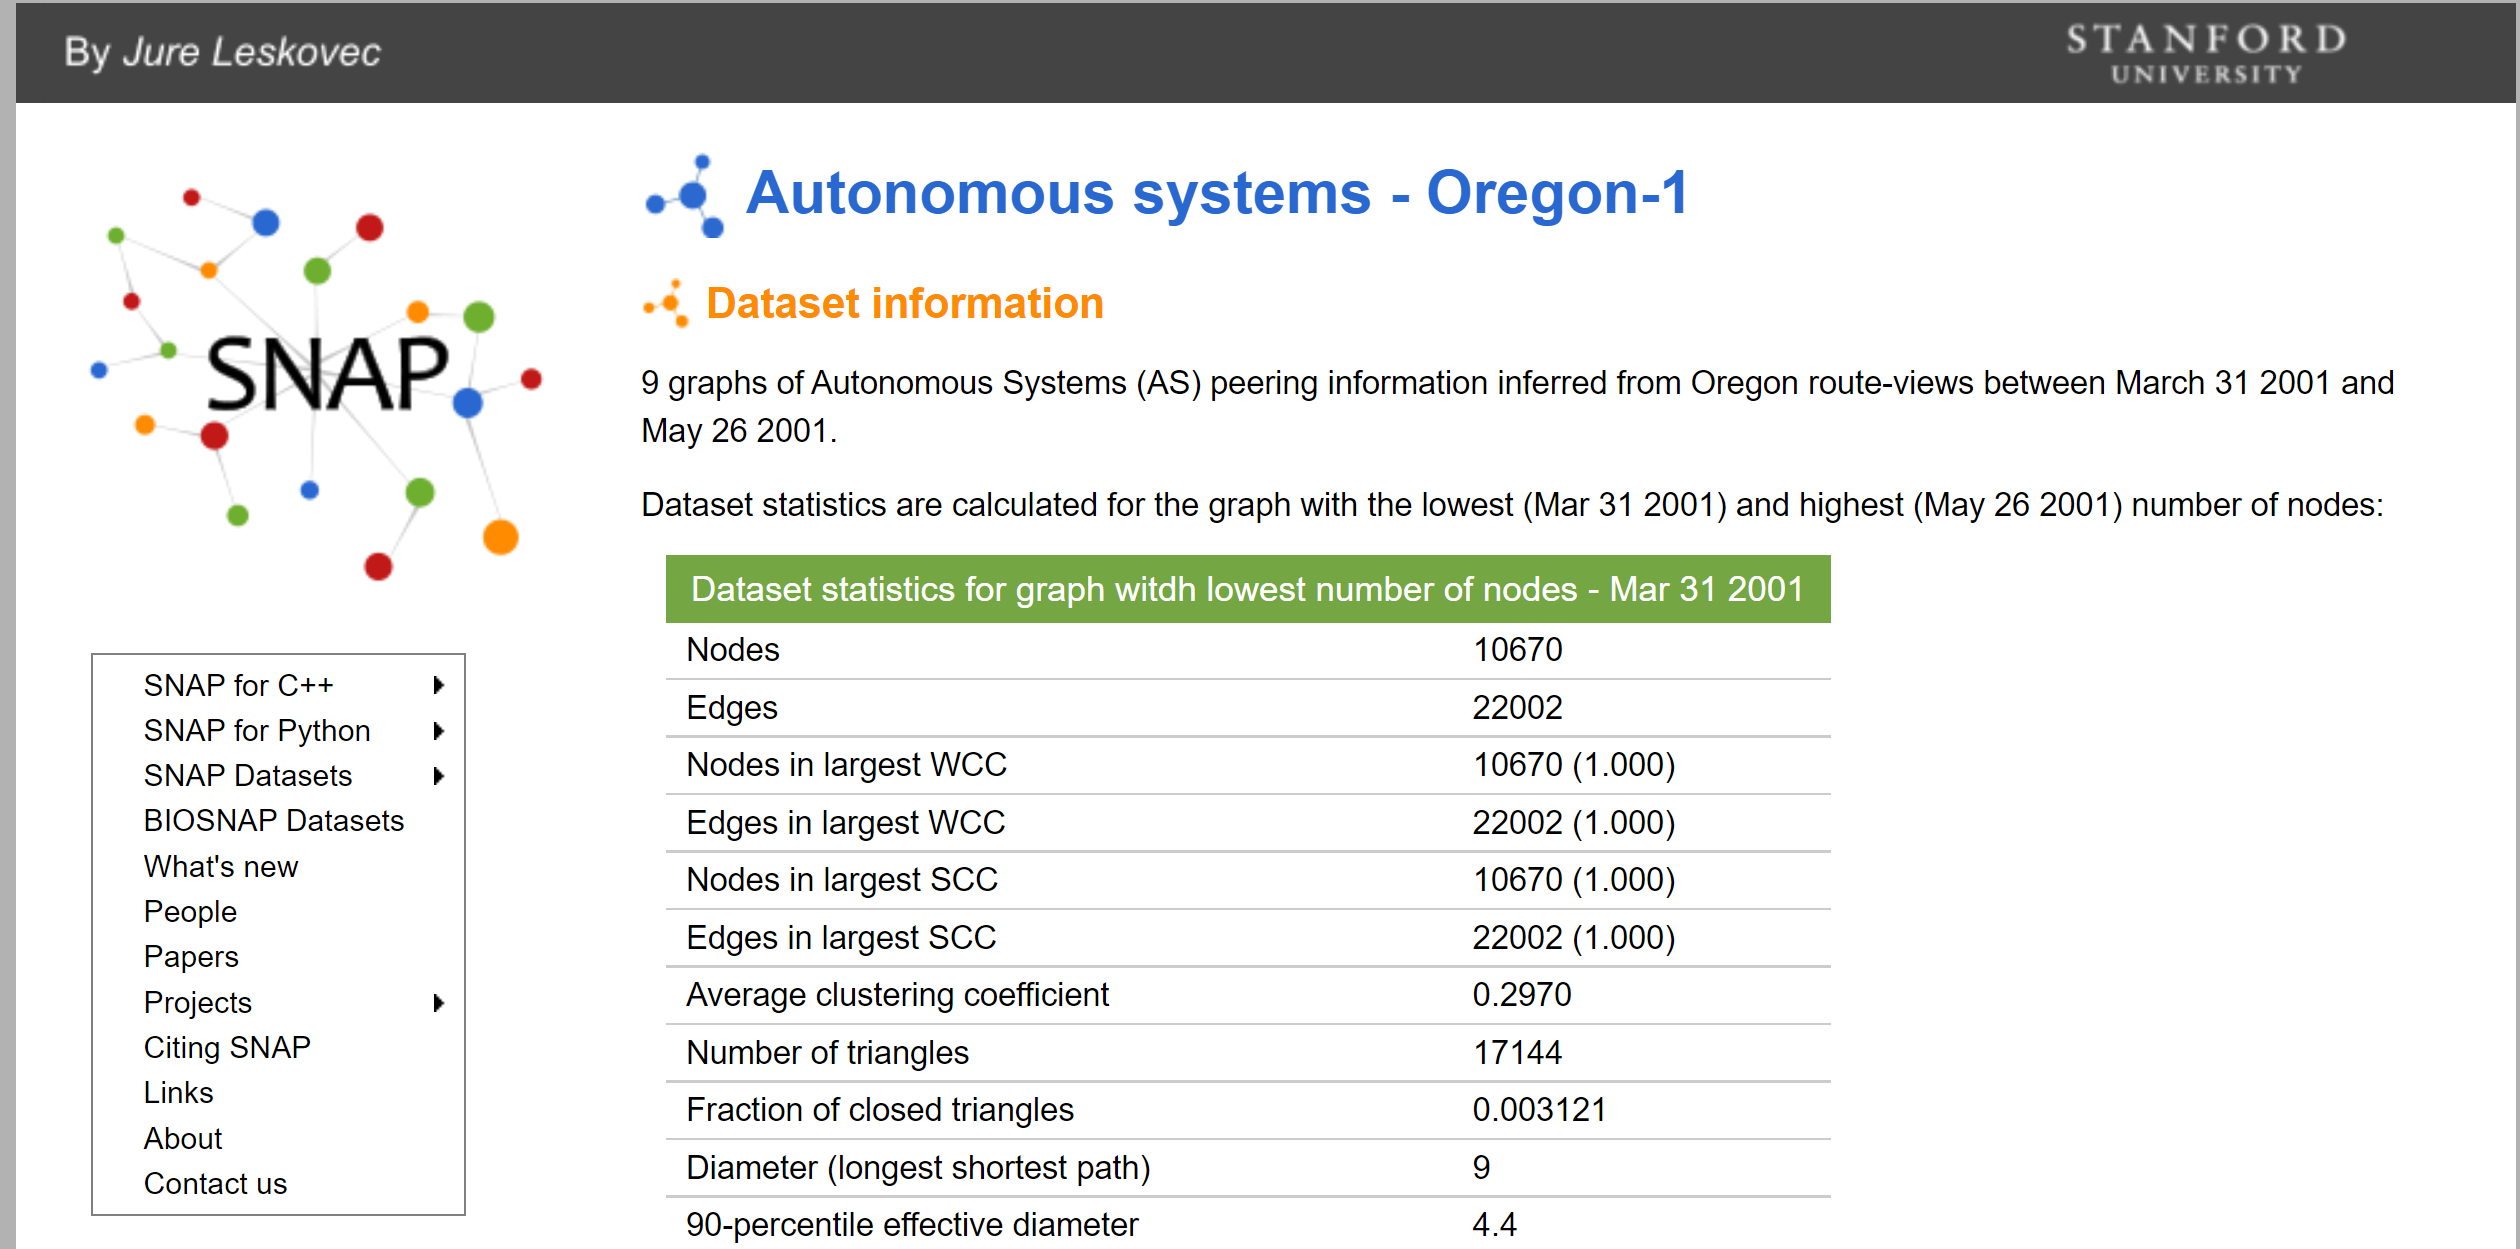 By Jure Leskovec
STANFORD
UNIVERSITY
SNAP
SNAP for C++
SNAP for Python
SNAP Datasets
BIOSNAP Datasets
What's new
People
Papers
Projects
Citing SNAP
Links
About
Contact us
Autonomous systems - Oregon-1
Dataset information
9 graphs of Autonomous Systems (AS) peering information inferred from Oregon route-views between March 31 2001 and
May 26 2001.
Dataset statistics are calculated for the graph with the lowest (Mar 31 2001) and highest (May 26 2001) number of nodes:
Dataset statistics for graph witdh lowest number of nodes - Mar 31 2001
Nodes 10670
Edges 22002
Nodes in largest WCC 10670 (1.000)
Edges in largest WCC 22002 (1.000)
Nodes in largest SCC 10670 (1.000)
Edges in largest SCC 22002 (1.000)
Average clustering coefficient 0.2970
Number of triangles 17144
Fraction of closed triangles 0.003121
Diameter (longest shortest path) 9
90-percentile effective diameter 4.4